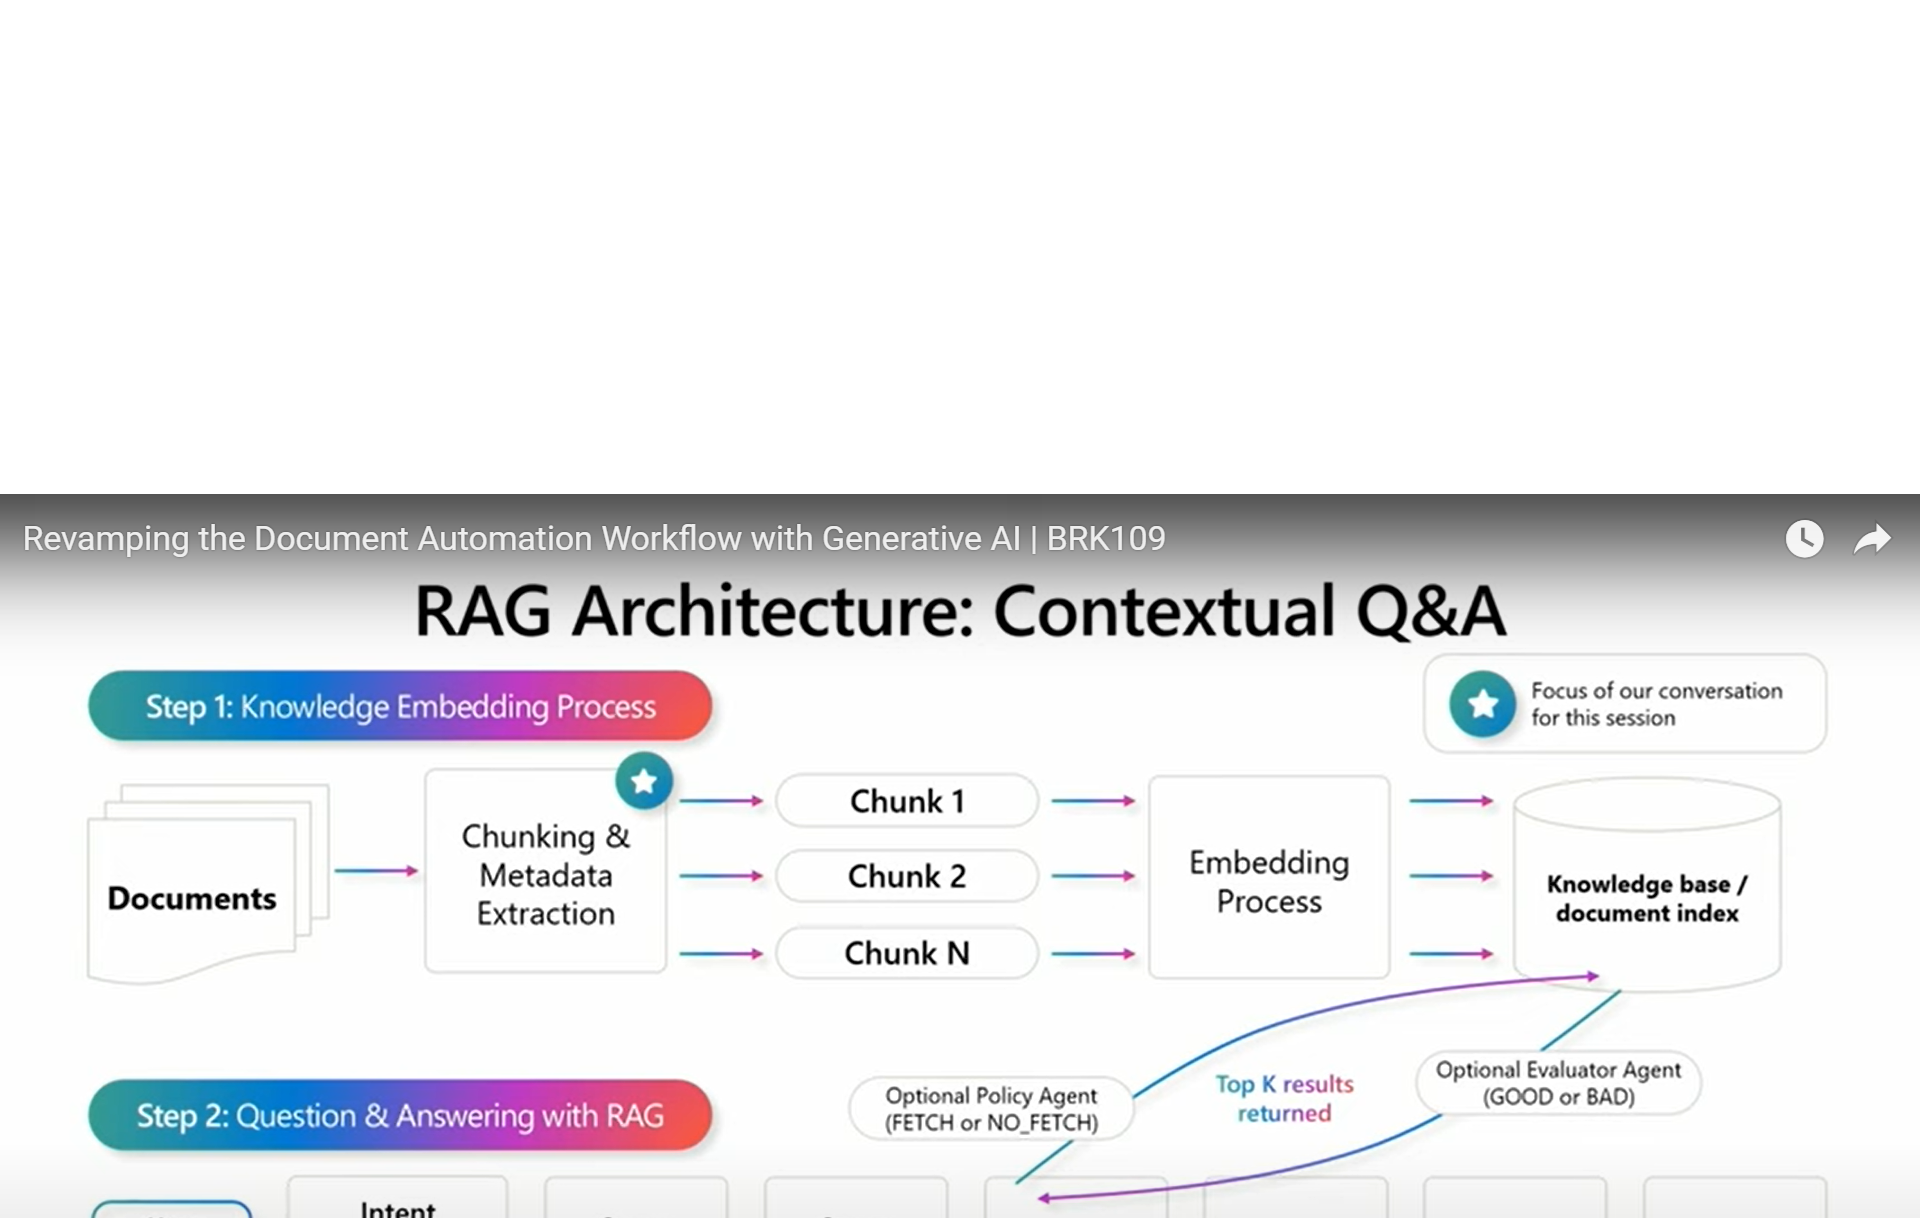 Revamping the Document Automation Workflow with Generative AI | BRK109
RAG Architecture: Contextual Q&A
Step 1: Knowledge Embedding Process
Focus of our conversation
for this session
Documents
Chunking &
Metadata
Extraction
Chunk 1
Chunk 2
Chunk N
Embedding
Process
Knowledge base /
document index
Step 2: Question & Answering with RAG
Optional Policy Agent
(FETCH or NO_FETCH)
Top K results
returned
Optional Evaluator Agent
(GOOD or BAD)
Intent